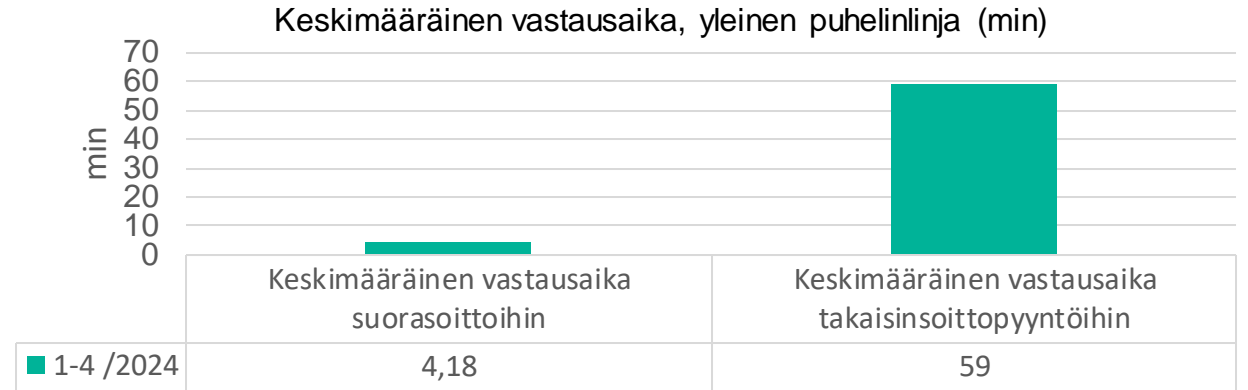 Keskimääräinen vastausaika, yleinen puhelinlinja (min)
70
60
50
40
30
20
10
0
min
Keskimääräinen vastausaika
suorasoittoihin
Keskimääräinen vastausaika
takaisinsoittopyyntöihin
1-4 /2024 4,18 59